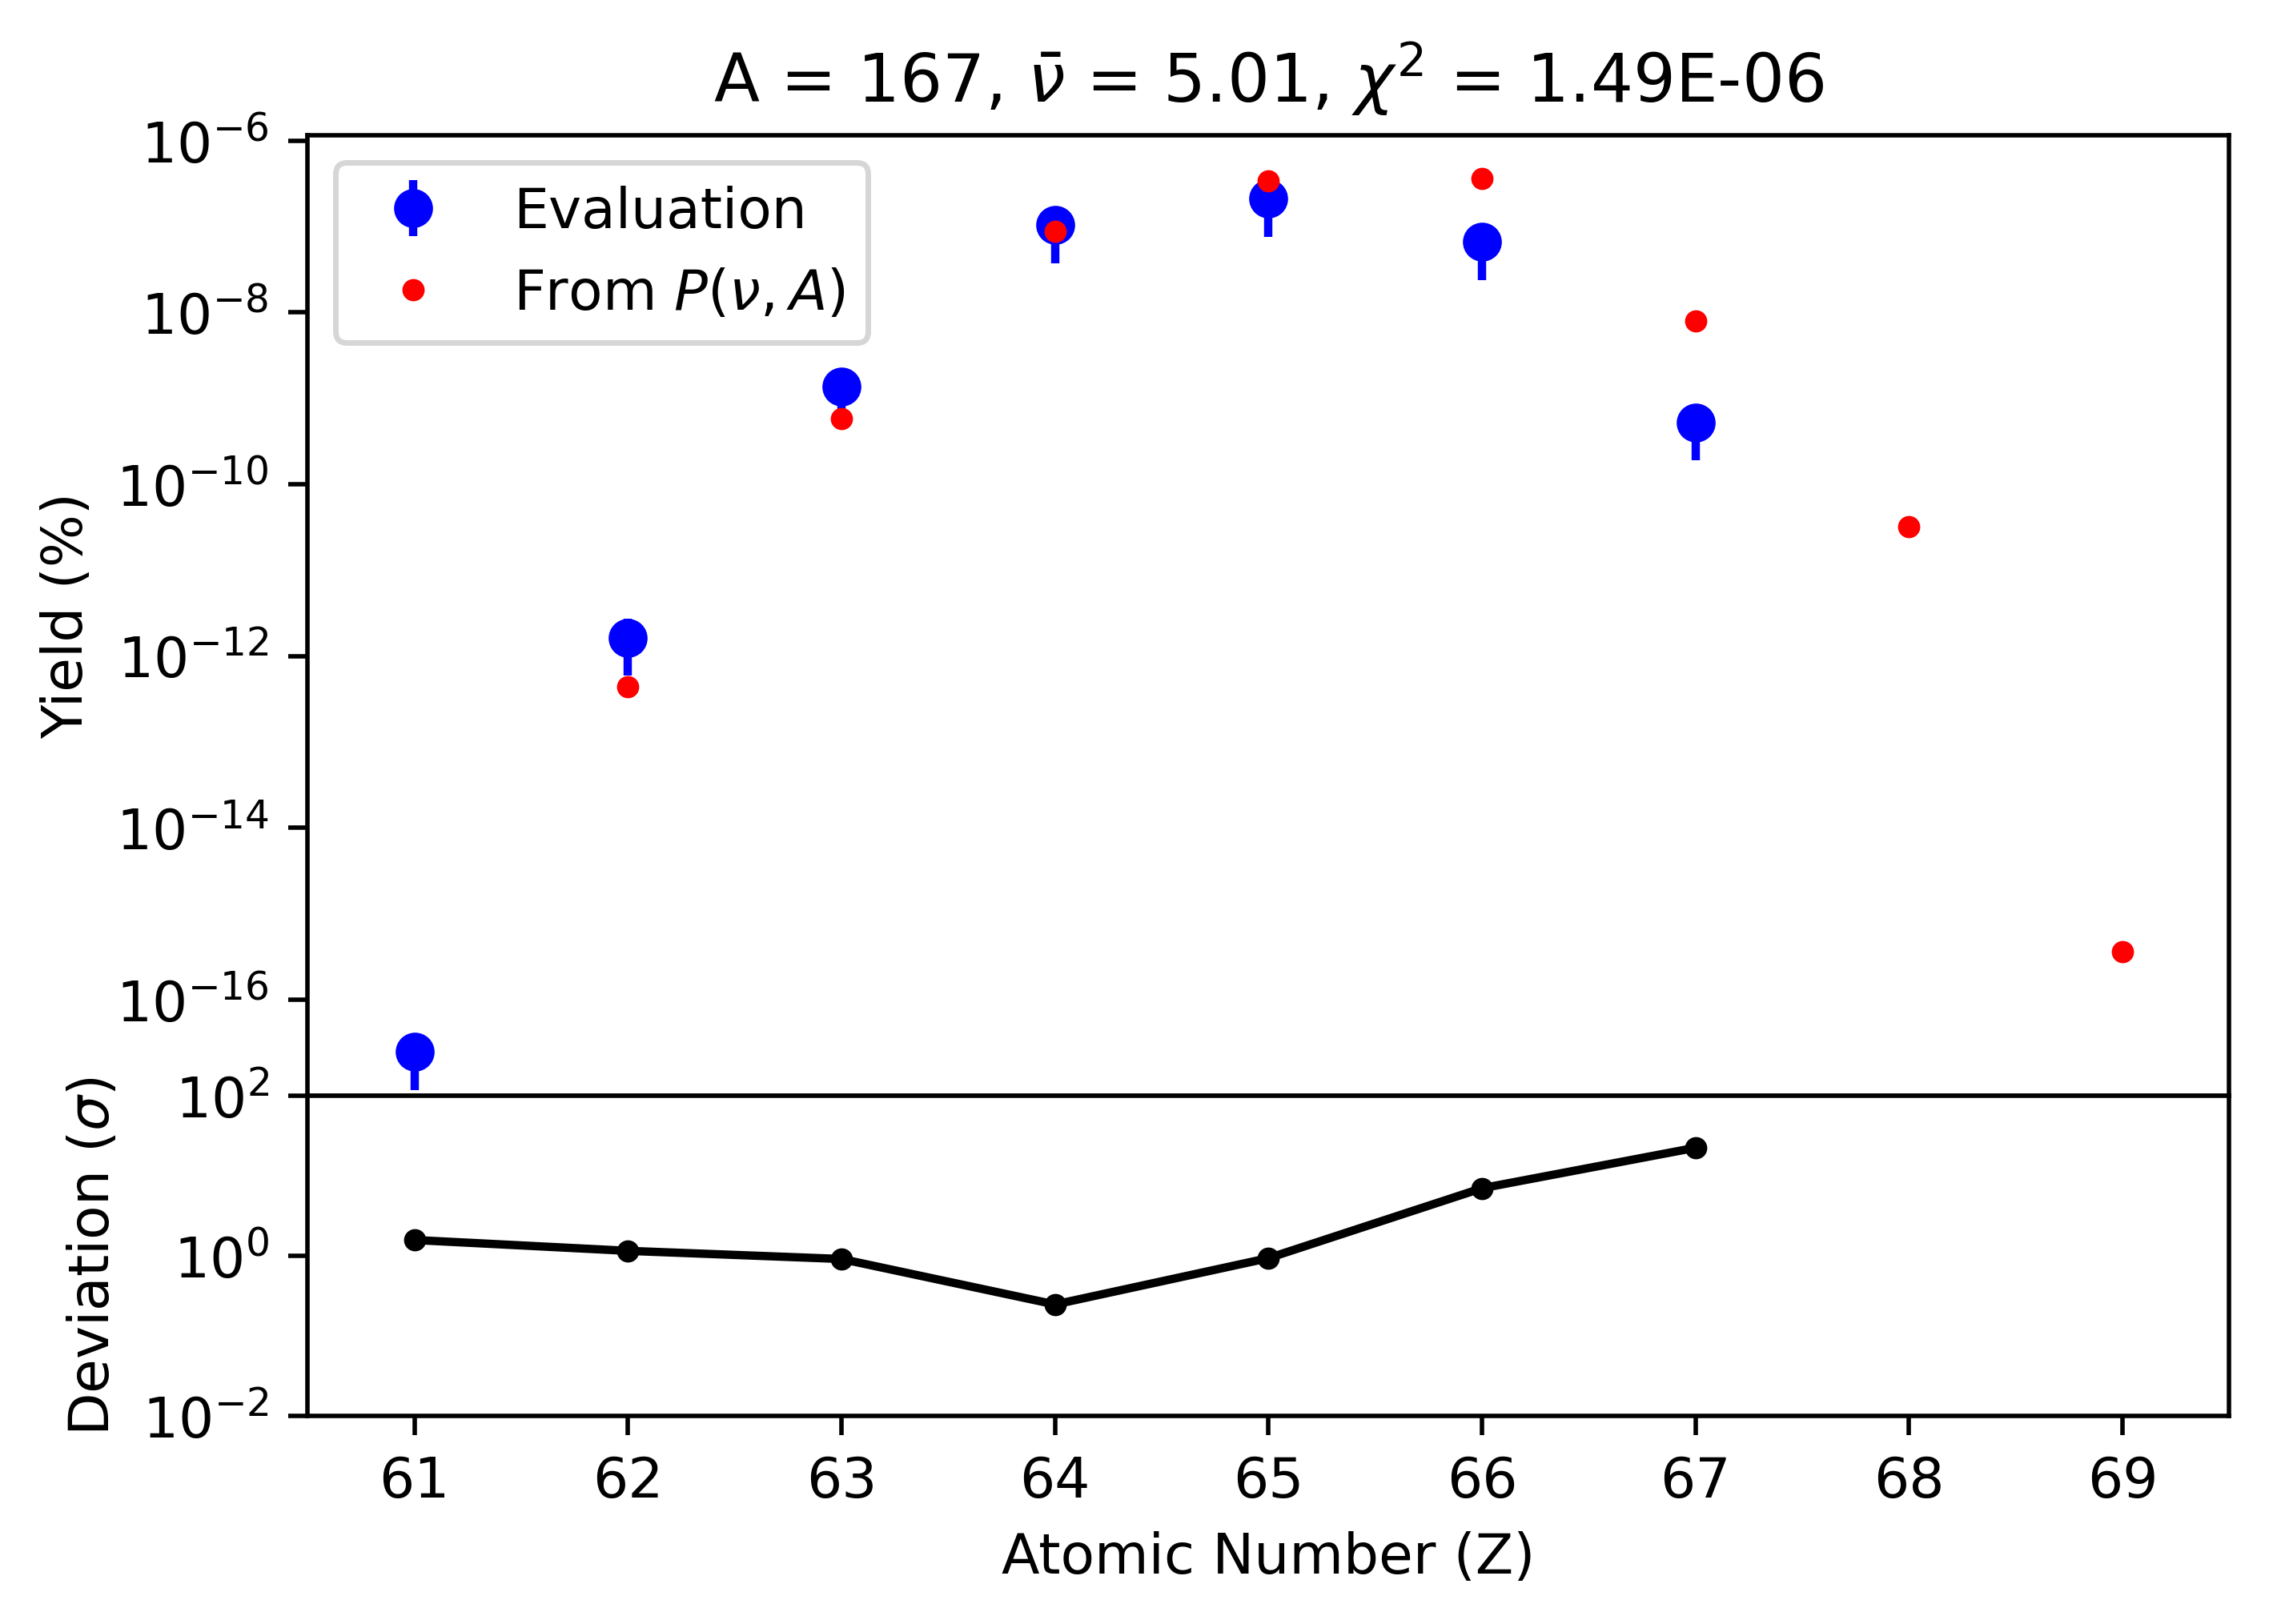 A = 167, ν̄ = 5.01, χ² = 1.49E-06
Evaluation
From P(ν, A)
Yield (%)
10⁻⁶
10⁻⁸
10⁻¹⁰
10⁻¹²
10⁻¹⁴
10⁻¹⁶
Deviation (σ)
10²
10⁰
10⁻²
61 62 63 64 65 66 67 68 69
Atomic Number (Z)